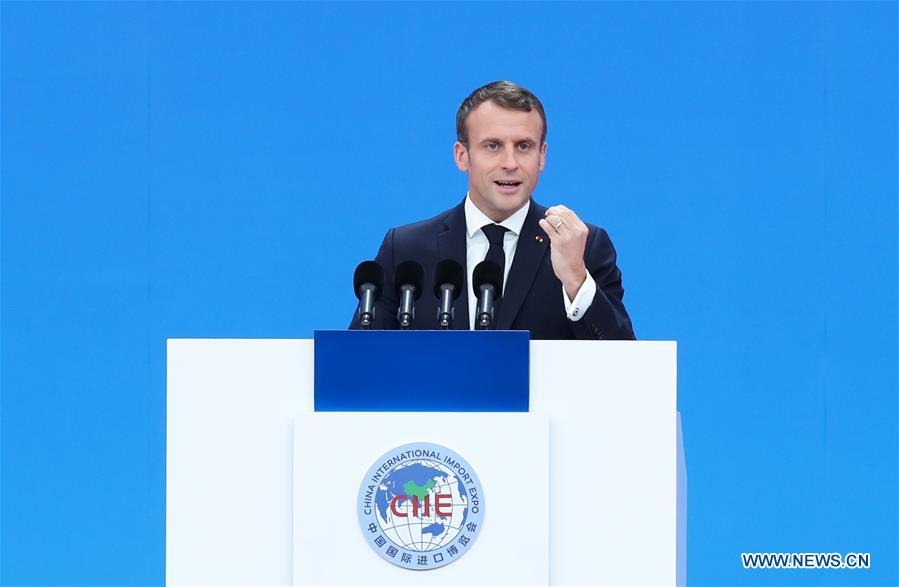 CHINA INTERNATIONAL IMPORT EXPO
CIIE
中国国际进口博览会
WWW.NEWS.CN